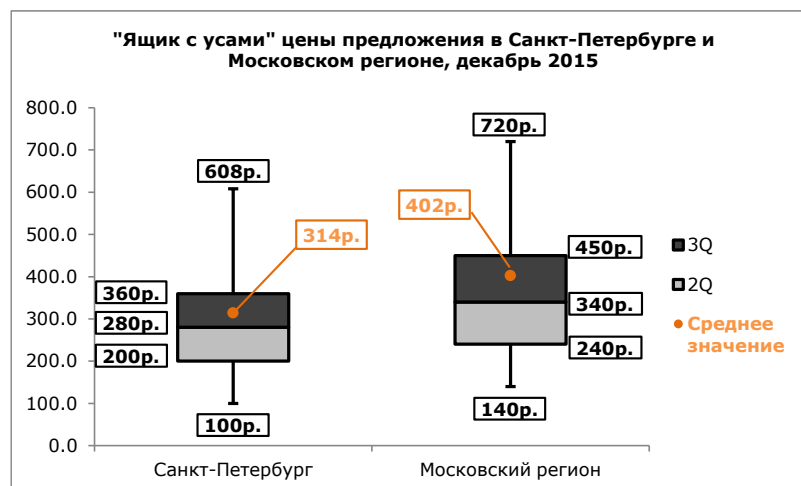 "Ящик с усами" цены предложения в Санкт-Петербурге и
Московском регионе, декабрь 2015
800.0
700.0
600.0
500.0
400.0
300.0
200.0
100.0
0.0
608р.
314р.
360р.
280р.
200р.
100р.
720р.
402р.
450р.
340р.
240р.
140р.
Санкт-Петербург
Московский регион
3Q
2Q
Среднее
значение